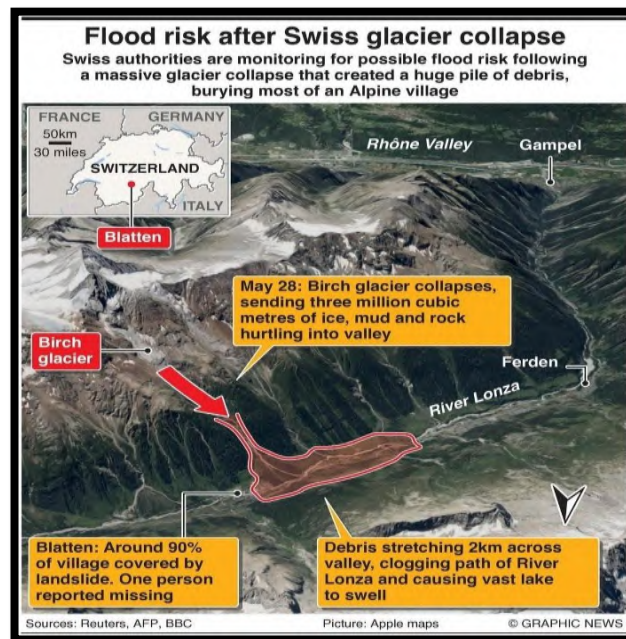 Flood risk after Swiss glacier collapse
Swiss authorities are monitoring for possible flood risk following
a massive glacier collapse that created a huge pile of debris,
burying most of an Alpine village
FRANCE
GERMANY
50km
30 miles
SWITZERLAND
ITALY
Blatten
Rhône Valley
Gampel
May 28: Birch glacier collapses,
sending three million cubic
metres of ice, mud and rock
hurtling into valley
Birch
glacier
Ferden
River Lonza
Blatten: Around 90%
of village covered by
landslide. One person
reported missing
Debris stretching 2km across
valley, clogging path of River
Lonza and causing vast lake
to swell
Sources: Reuters, AFP, BBC
Picture: Apple maps
© GRAPHIC NEWS